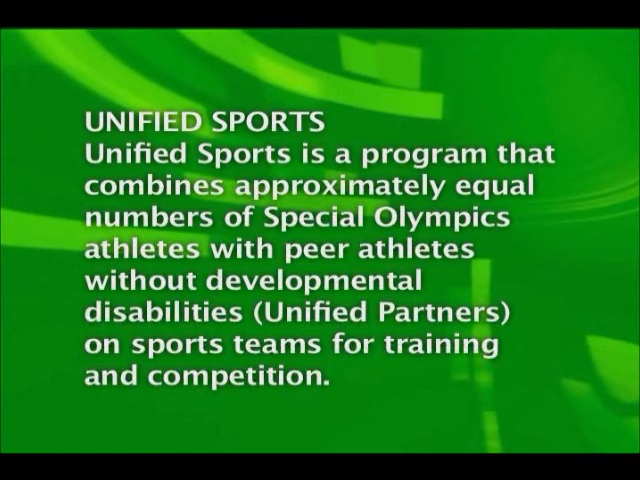 UNIFIED SPORTS
Unified Sports is a program that
combines approximately equal
numbers of Special Olympics
athletes with peer athletes
without developmental
disabilities (Unified Partners)
on sports teams for training
and competition.